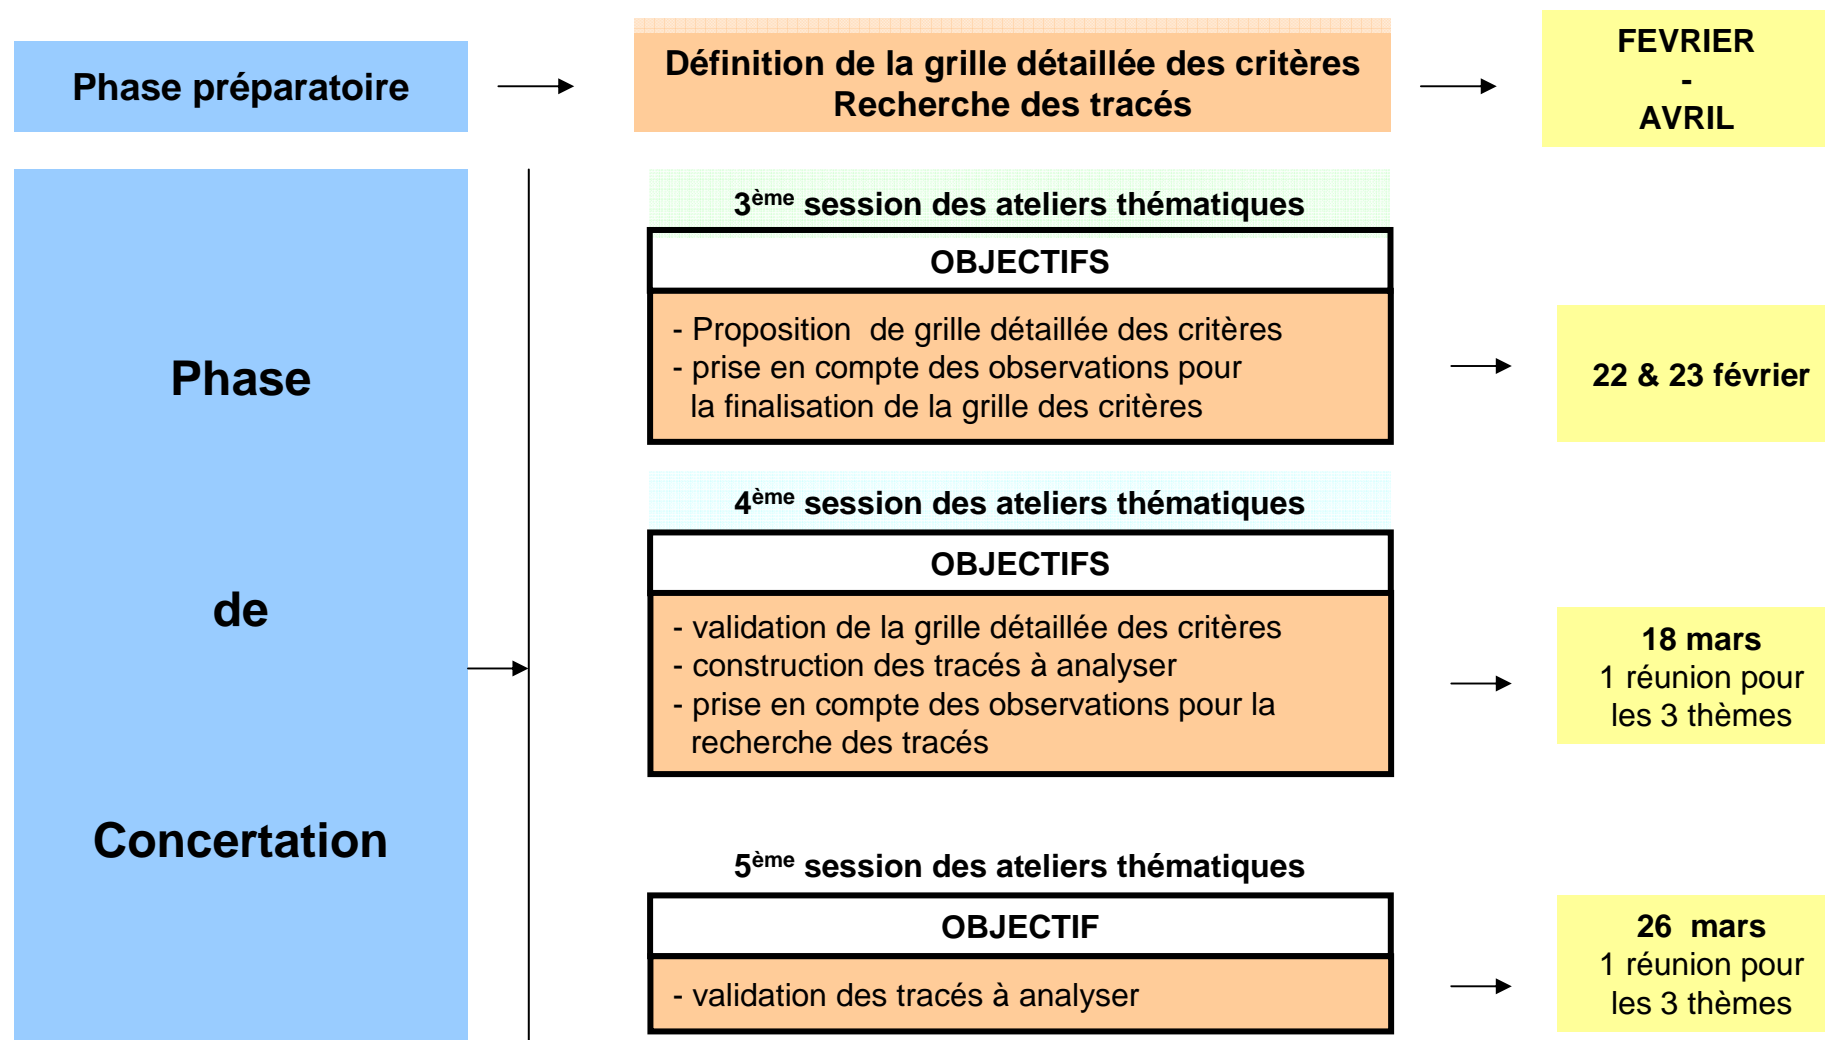 Phase préparatoire
Définition de la grille détaillée des critères
Recherche des tracés
FEVRIER
-
AVRIL
Phase
de
Concertation
3ème session des ateliers thématiques
OBJECTIFS
- Proposition de grille détaillée des critères
- prise en compte des observations pour
la finalisation de la grille des critères
22 & 23 février
4ème session des ateliers thématiques
OBJECTIFS
- validation de la grille détaillée des critères
- construction des tracés à analyser
- prise en compte des observations pour la
recherche des tracés
18 mars
1 réunion pour
les 3 thèmes
5ème session des ateliers thématiques
OBJECTIF
- validation des tracés à analyser
26 mars
1 réunion pour
les 3 thèmes